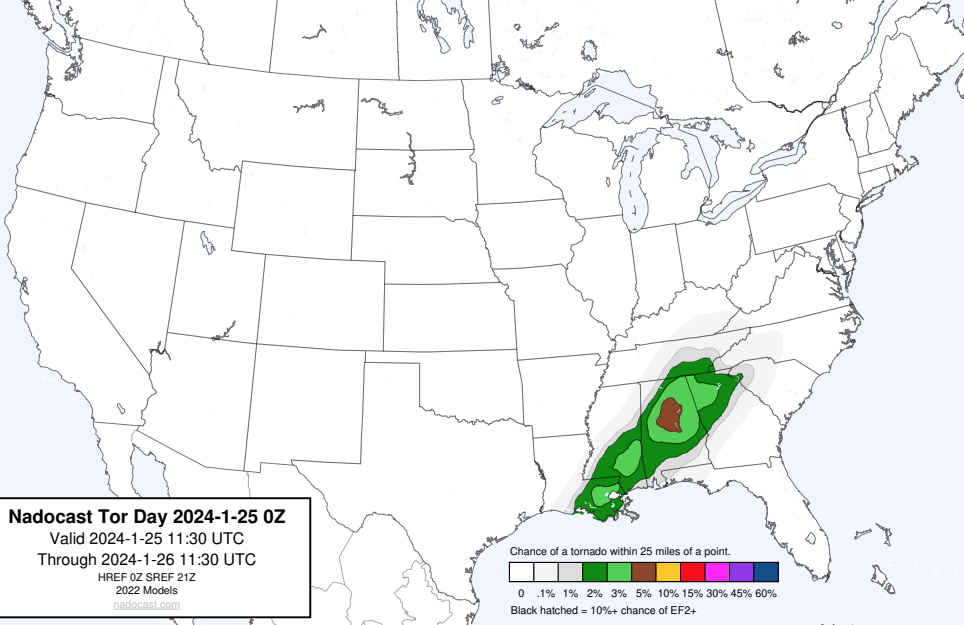 Nadocast Tor Day 2024-1-25 0Z
Valid 2024-1-25 11:30 UTC
Through 2024-1-26 11:30 UTC
HREF 0Z SREF 21Z
2022 Models
nadocast.com
Chance of a tornado within 25 miles of a point.
0 .1% 1% 2% 3% 5% 10% 15% 30% 45% 60%
Black hatched = 10%+ chance of EF2+